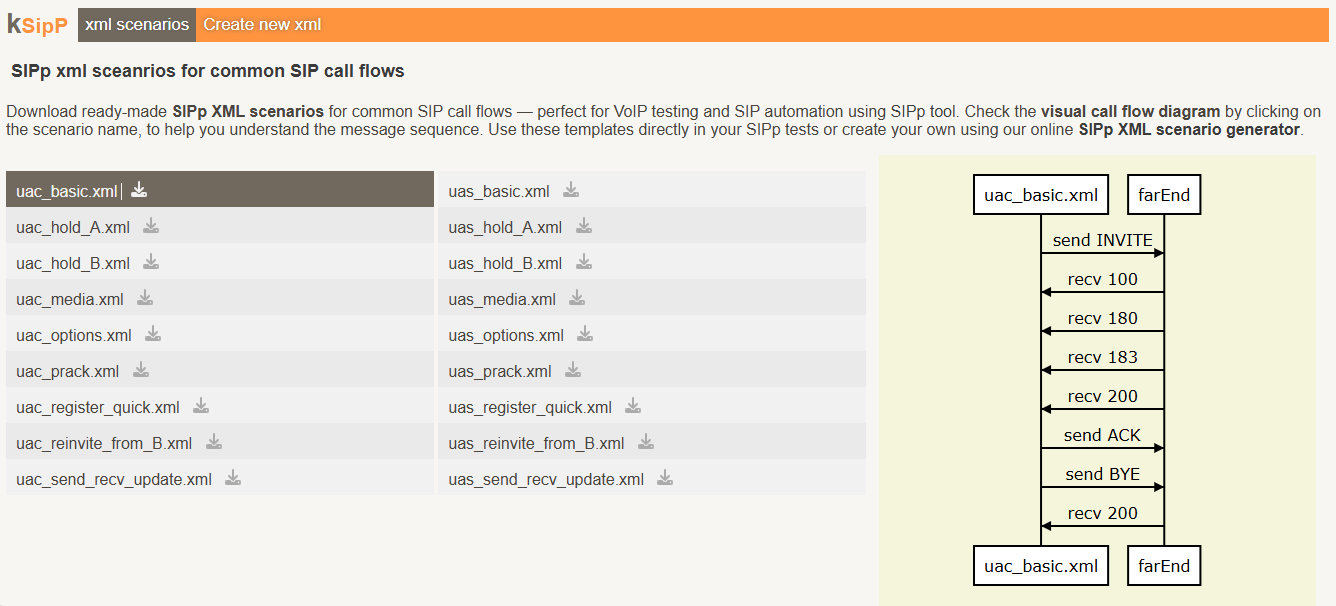 kSipP xml scenarios Create new xml
SIPp xml sceanrios for common SIP call flows
Download ready-made SIPp XML scenarios for common SIP call flows — perfect for VoIP testing and SIP automation using SIPp tool. Check the visual call flow diagram by clicking on
the scenario name, to help you understand the message sequence. Use these templates directly in your SIPp tests or create your own using our online SIPp XML scenario generator.
uac_basic.xml| uas_basic.xml
uac_hold_A.xml uas_hold_A.xml
uac_hold_B.xml uas_hold_B.xml
uac_media.xml uas_media.xml
uac_options.xml uas_options.xml
uac_prack.xml uas_prack.xml
uac_register_quick.xml uas_register_quick.xml
uac_reinvite_from_B.xml uas_reinvite_from_B.xml
uac_send_recv_update.xml uas_send_recv_update.xml
uac_basic.xml farEnd
send INVITE
recv 100
recv 180
recv 183
recv 200
send ACK
send BYE
recv 200
uac_basic.xml farEnd